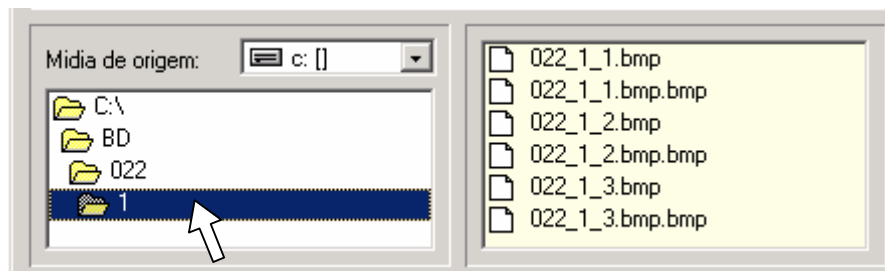 Midia de origem:
c: []
C:\
BD
022
1
022_1_1.bmp
022_1_1.bmp.bmp
022_1_2.bmp
022_1_2.bmp.bmp
022_1_3.bmp
022_1_3.bmp.bmp